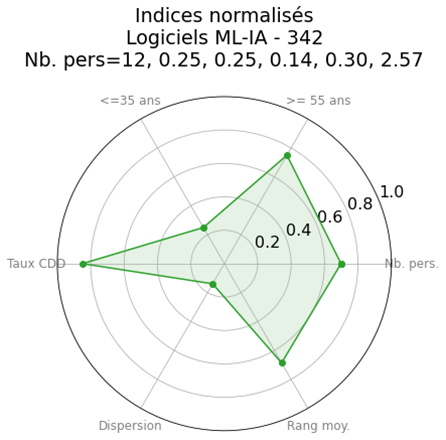 Indices normalisés
Logiciels ML-IA - 342
Nb. pers=12, 0.25, 0.25, 0.14, 0.30, 2.57
<=35 ans
>= 55 ans
1.0
0.8
0.6
0.4
0.2
Taux CDD
Nb. pers.
Dispersion
Rang moy.